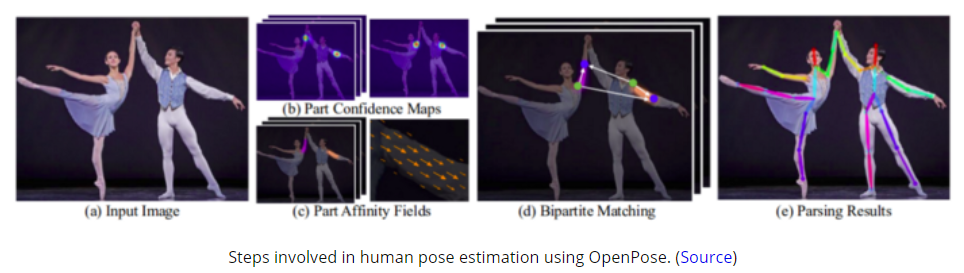 (b) Part Confidence Maps
(a) Input Image
(c) Part Affinity Fields
(d) Bipartite Matching
(e) Parsing Results
Steps involved in human pose estimation using OpenPose. (Source)